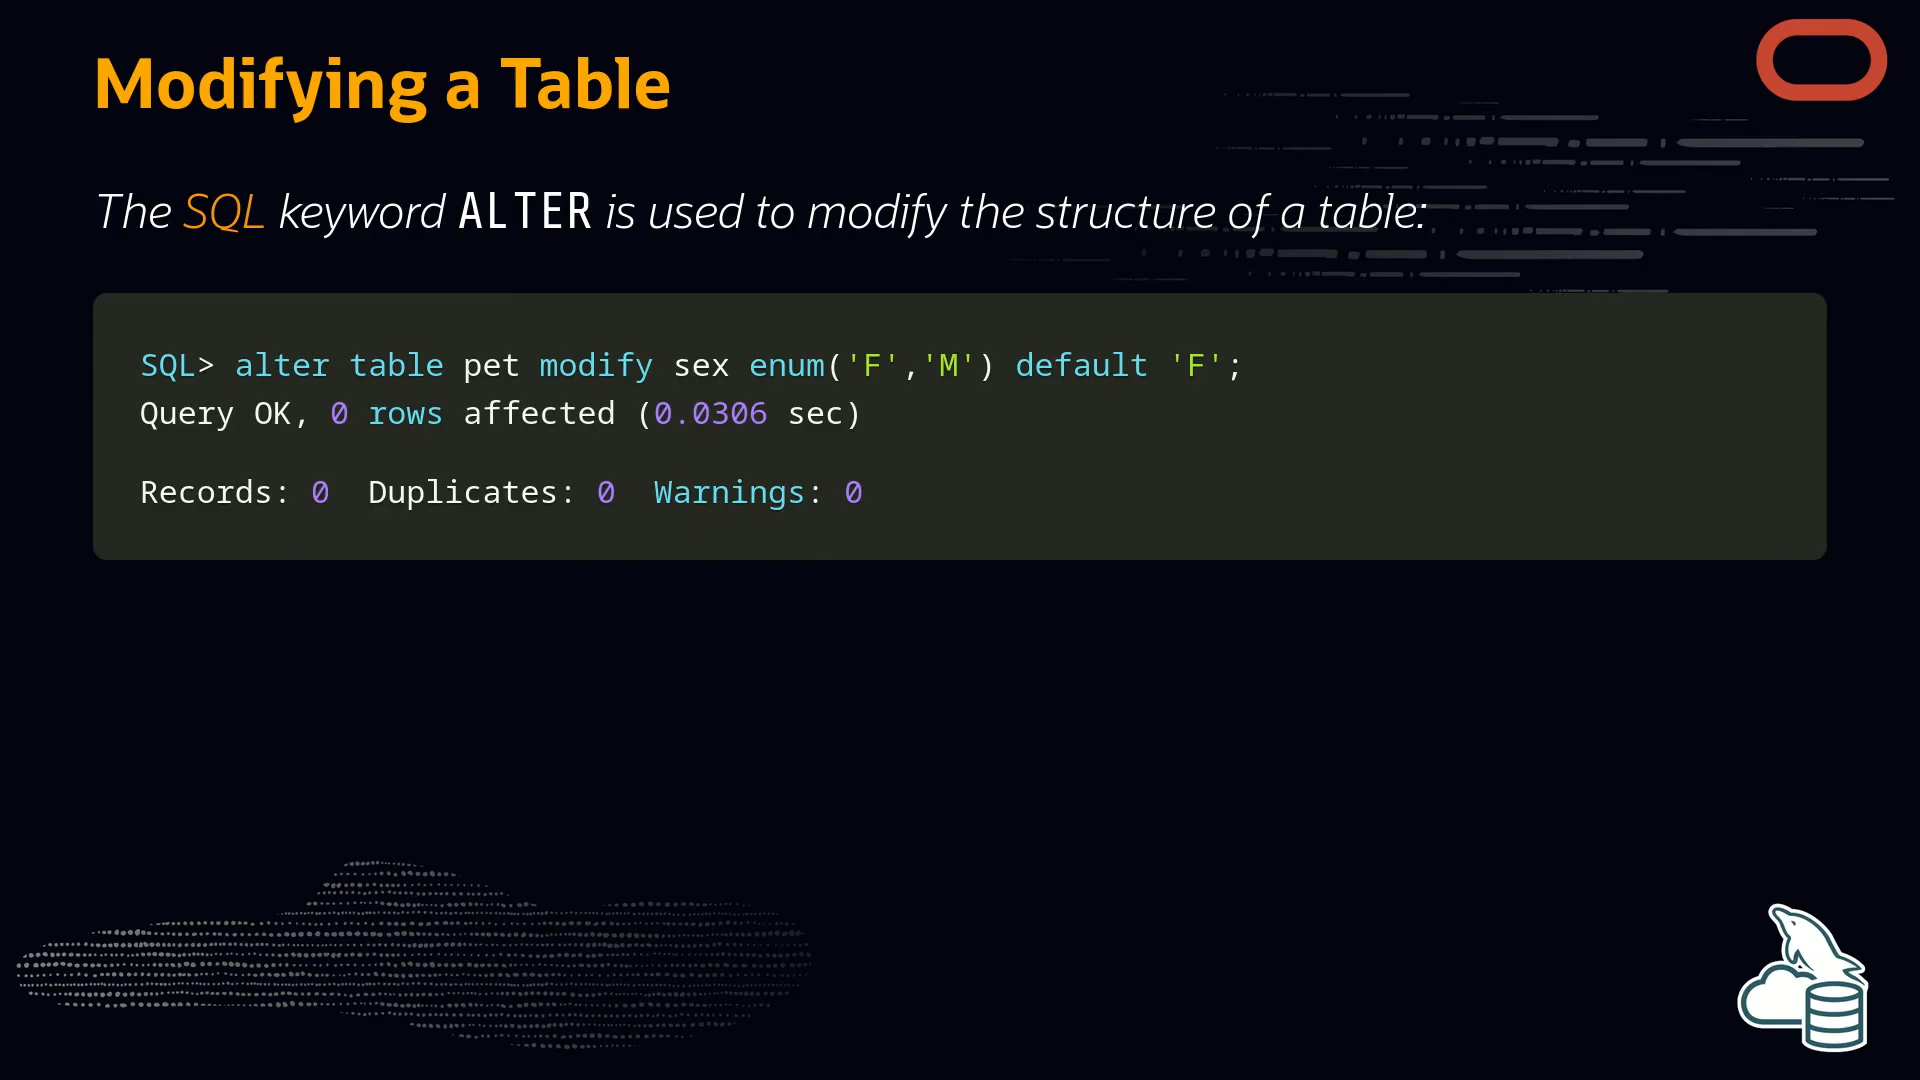 Modifying a Table
The SQL keyword ALTER is used to modify the structure of a table:
SQL> alter table pet modify sex enum('F','M') default 'F';
Query OK, 0 rows affected (0.0306 sec)
Records: 0  Duplicates: 0  Warnings: 0